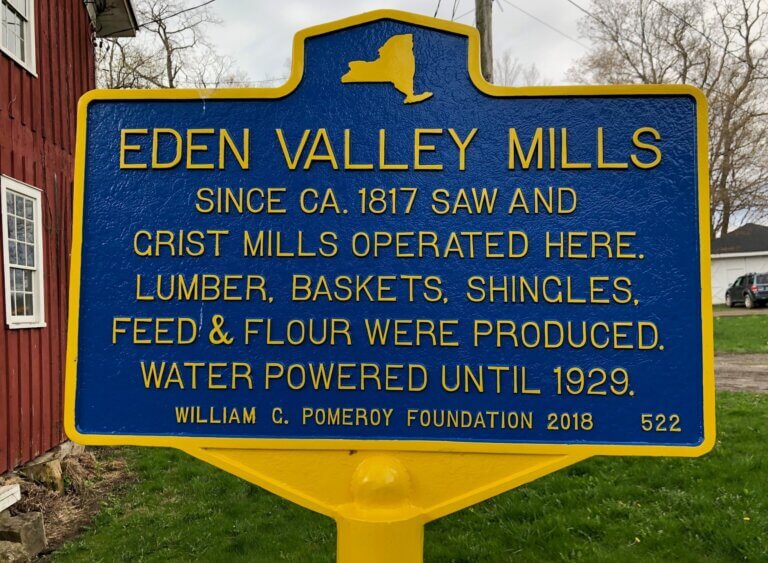 EDEN VALLEY MILLS
SINCE CA. 1817 SAW AND
GRIST MILLS OPERATED HERE.
LUMBER, BASKETS, SHINGLES,
FEED & FLOUR WERE PRODUCED.
WATER POWERED UNTIL 1929.
WILLIAM G. POMEROY FOUNDATION 2018 522